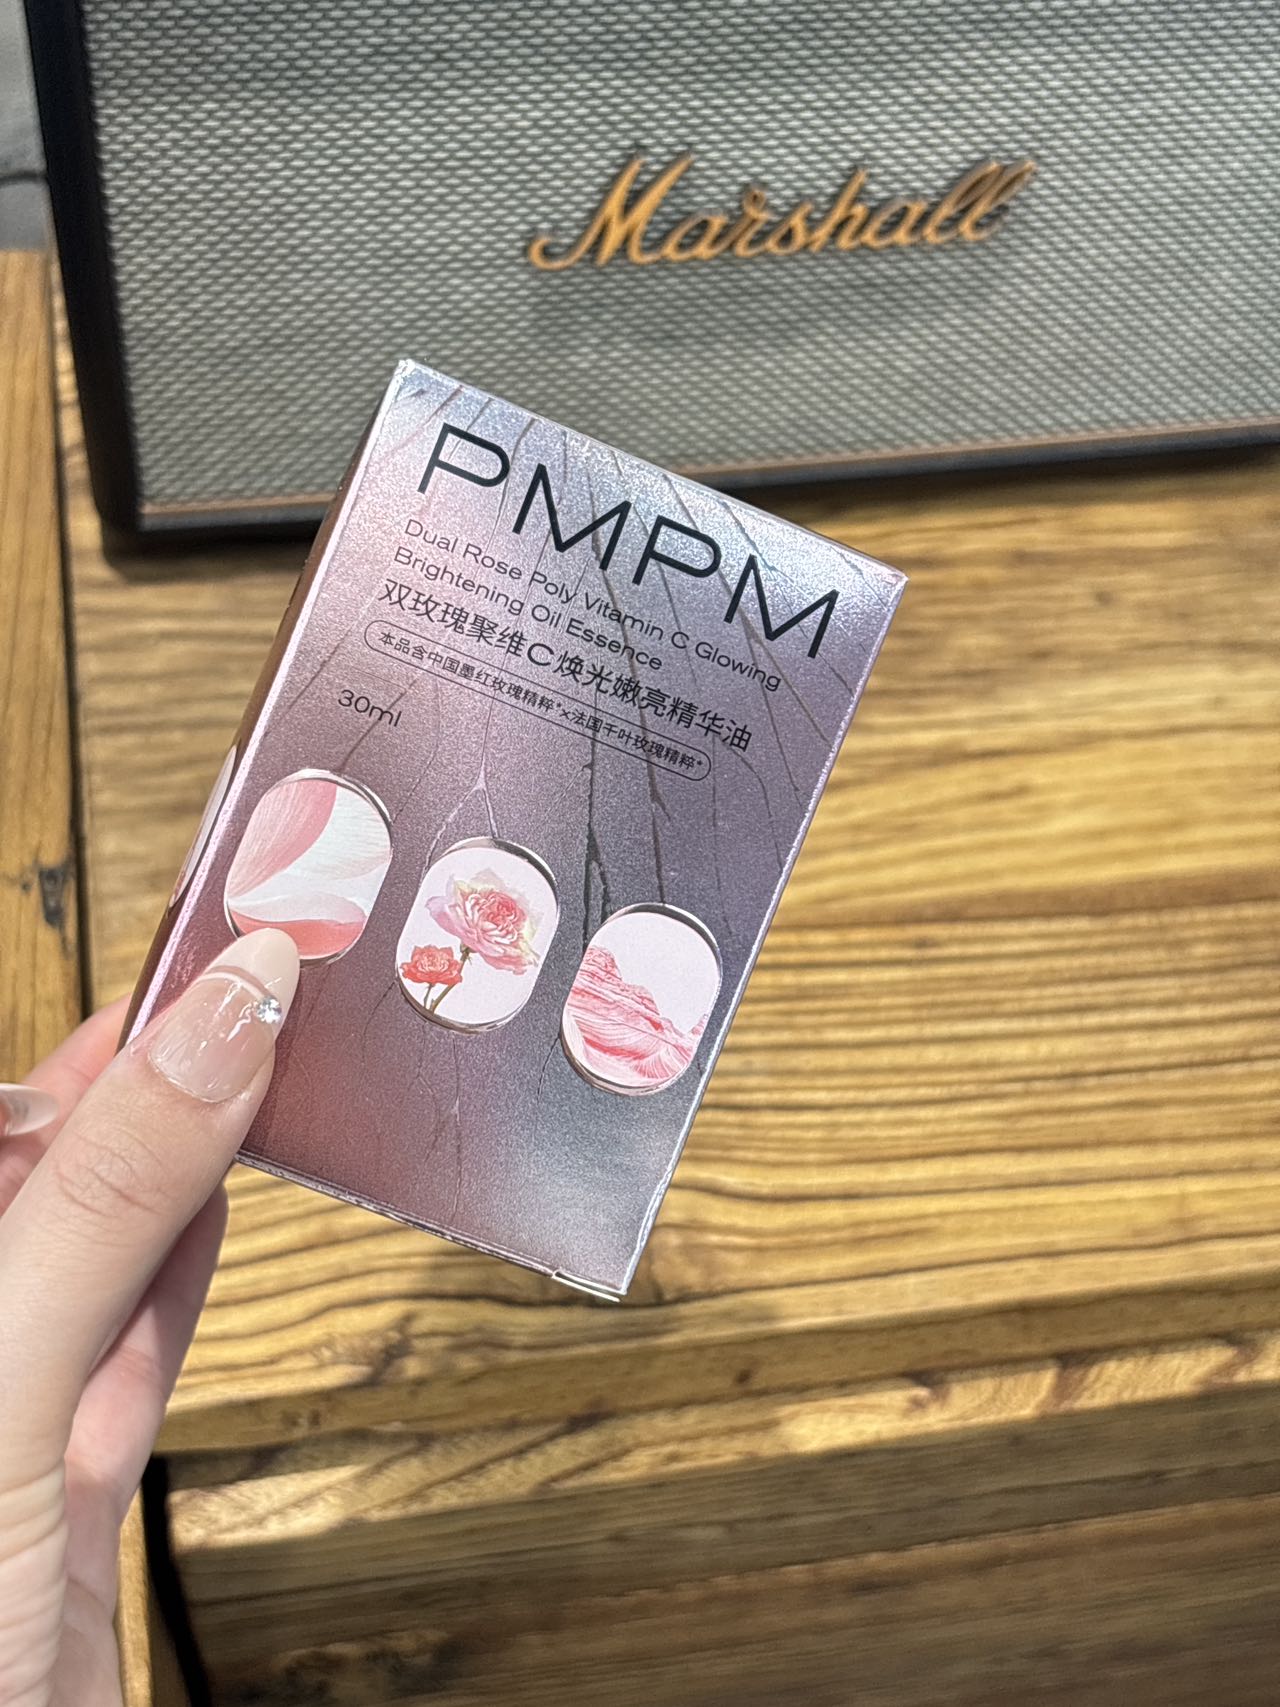 Marshall
PMPM
Dual Rose Poly Vitamin C Glowing
Brightening Oil Essence
双玫瑰聚维C焕光嫩亮精华油
本品含中国墨红玫瑰精粹*×法国千叶玫瑰精粹*
30ml